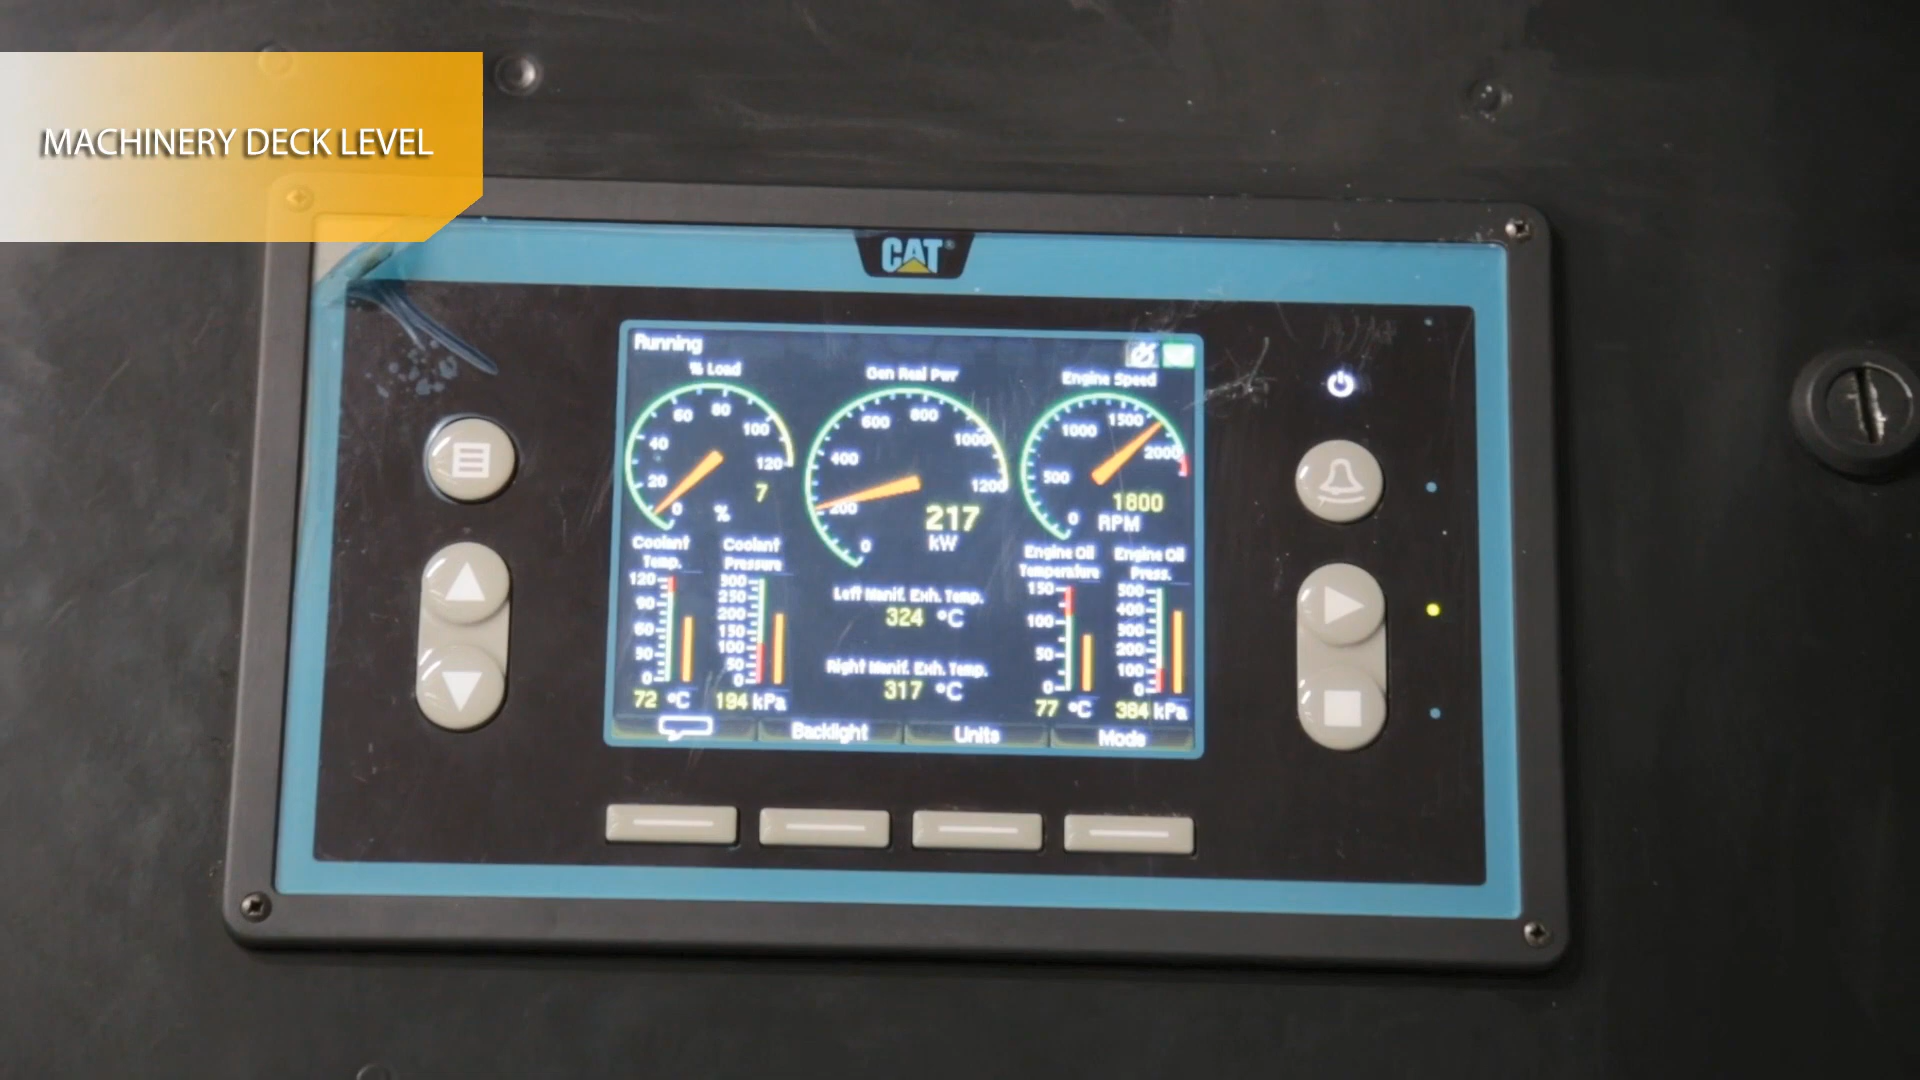 MACHINERY DECK LEVEL
CAT®
Running
% Load
Gen Real Pwr
Engine Speed
0 20 40 60 80 100 120
7
%
0 200 400 600 800 1000 1200
217
kW
0 500 1000 1500 2000
1800
RPM
Coolant
Temp.
120
90
60
30
0
72 °C
Coolant
Pressure
300
250
200
150
100
50
0
194 kPa
Left Manif. Exh. Temp.
324 °C
Right Manif. Exh. Temp.
317 °C
Engine Oil
Temperature
150
100
50
0
77 °C
Engine Oil
Press.
500
400
300
200
100
0
384 kPa
Backlight
Units
Mode